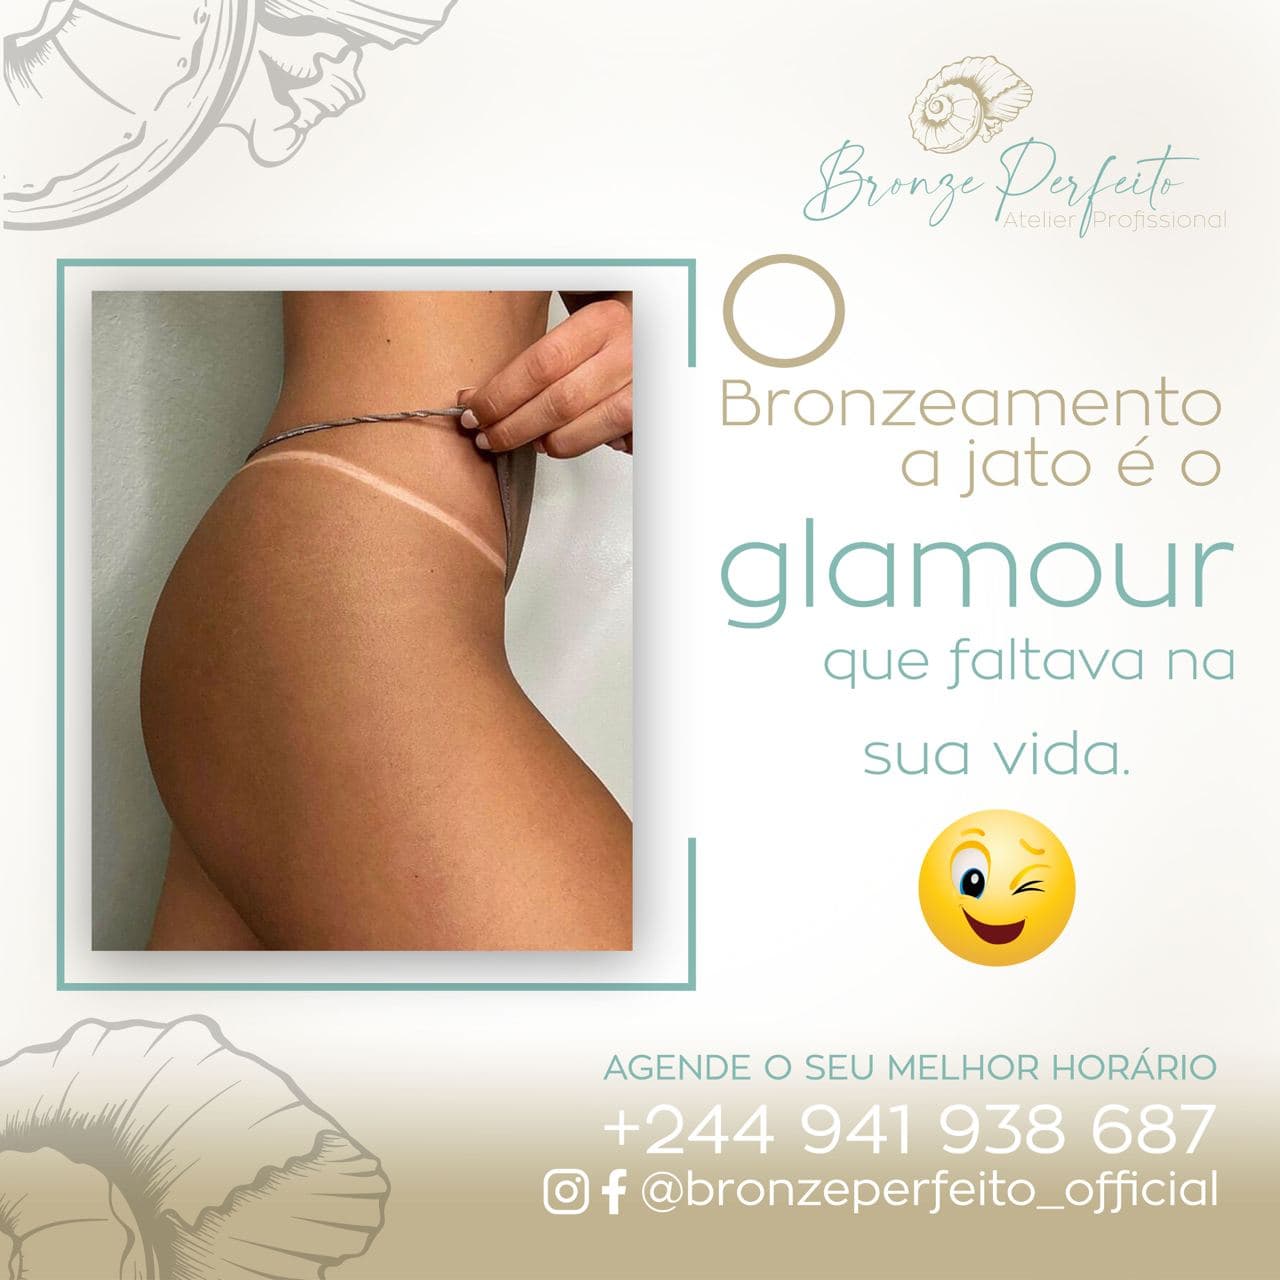 Bronze Perfeito
Atelier Profissional
O
Bronzeamento
a jato é o
glamour
que faltava na
sua vida.
AGENDE O SEU MELHOR HORÁRIO
+244 941 938 687
@bronzeperfeito_official